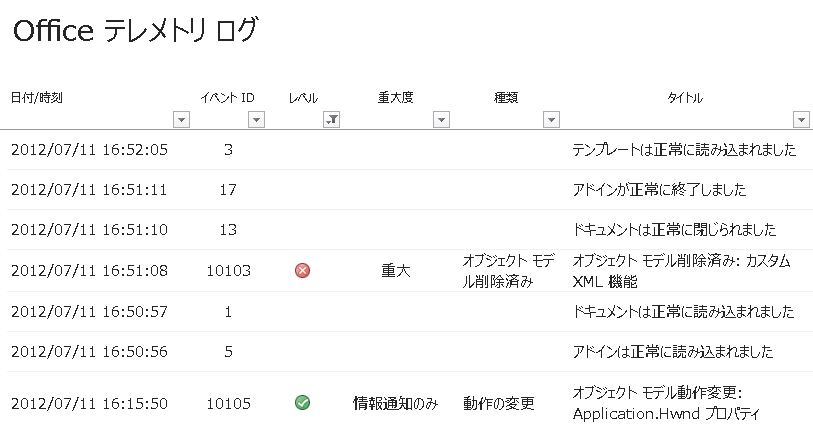 Office テレメトリ ログ
日付/時刻 イベント ID レベル 重大度 種類 タイトル
2012/07/11 16:52:05 3 テンプレートは正常に読み込まれました
2012/07/11 16:51:11 17 アドインが正常に終了しました
2012/07/11 16:51:10 13 ドキュメントは正常に閉じられました
2012/07/11 16:51:08 10103 重大 オブジェクト モデル削除済み オブジェクト モデル削除済み: カスタム
XML 機能
2012/07/11 16:50:57 1 ドキュメントは正常に読み込まれました
2012/07/11 16:50:56 5 アドインは正常に読み込まれました
2012/07/11 16:15:50 10105 情報通知のみ 動作の変更 オブジェクト モデル動作変更:
Application.Hwnd プロパティ